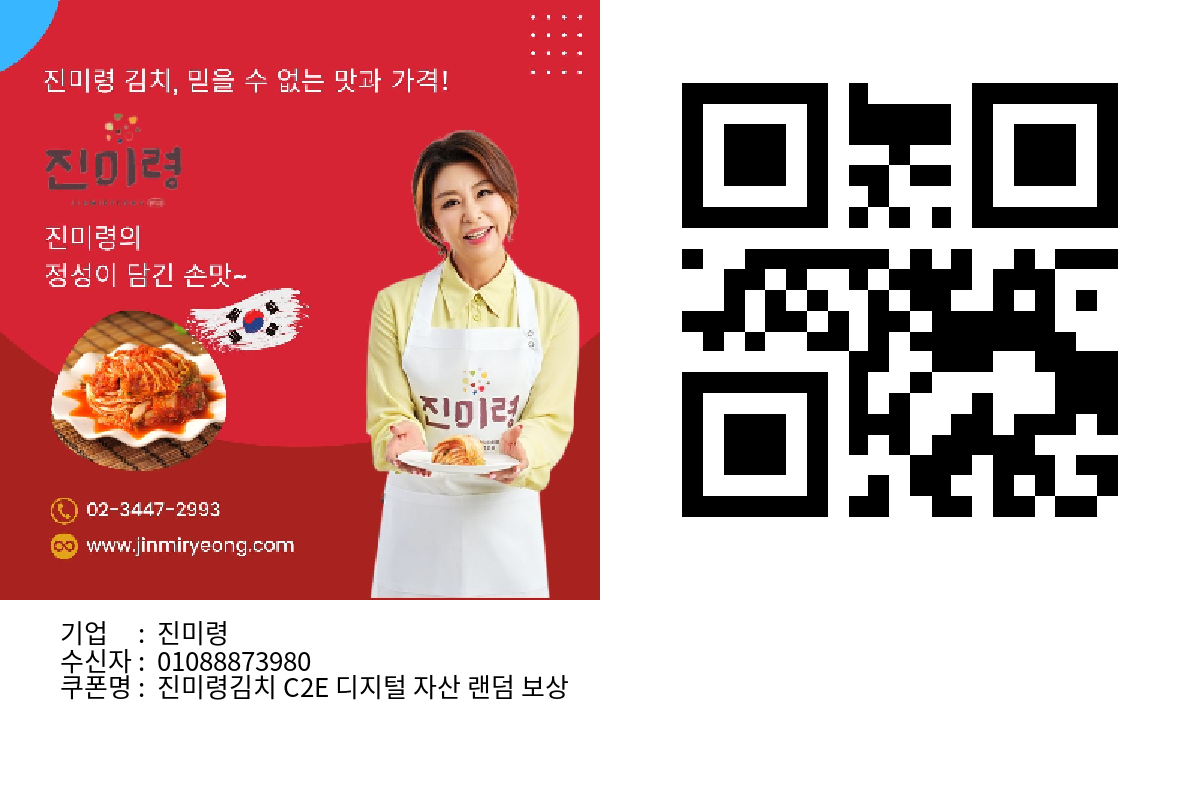 진미령 김치, 믿을 수 없는 맛과 가격!
진미령
진미령의
정성이 담긴 손맛~
진미령
02-3447-2993
www.jinmiryeong.com
기업 : 진미령
수신자 : 01088873980
쿠폰명 : 진미령김치 C2E 디지털 자산 랜덤 보상